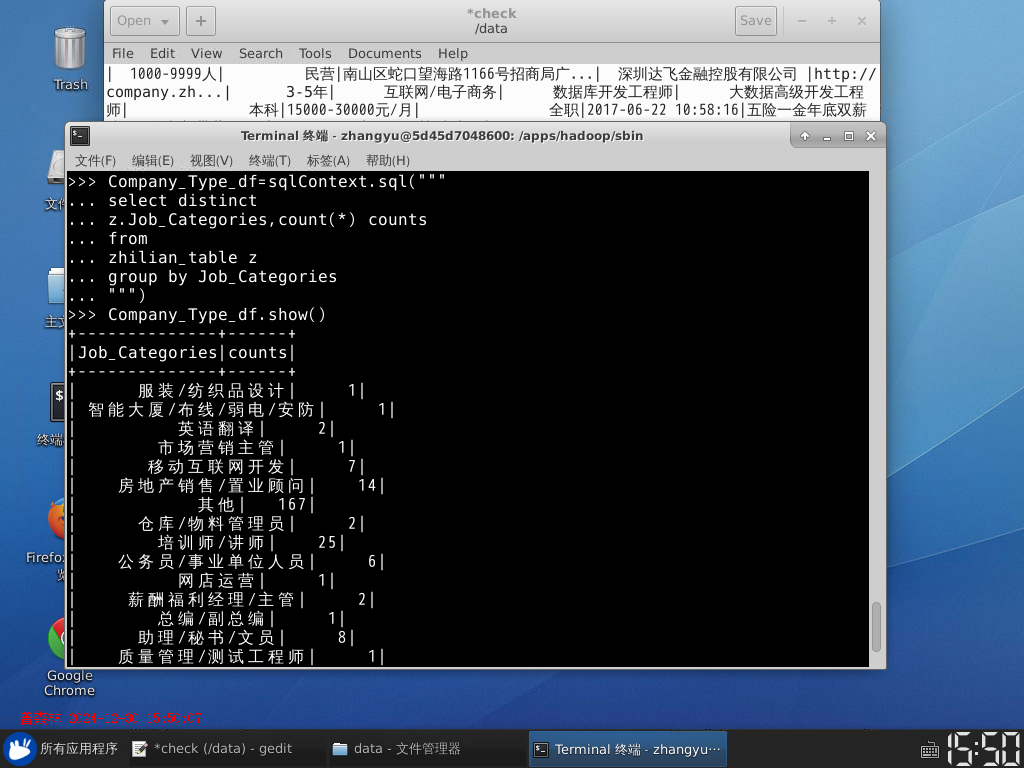 Open
*check
/data
Save
File Edit View Search Tools Documents Help
| 1000-9999人| 民营|南山区蛇口望海路1166号招商局广...| 深圳达飞金融控股有限公司 |http://
company.zh...| 3-5年| 互联网/电子商务| 数据库开发工程师| 大数据高级开发工程
师| 本科|15000-30000元/月| 全职|2017-06-22 10:58:16|五险一金年底双薪
Trash
Terminal 终端 - zhangyu@5d45d7048600: /apps/hadoop/sbin
文件(F) 编辑(E) 视图(V) 终端(T) 标签(A) 帮助(H)
>>> Company_Type_df=sqlContext.sql("""
... select distinct
... z.Job_Categories,count(*) counts
... from
... zhilian_table z
... group by Job_Categories
... """)
>>> Company_Type_df.show()
+--------------+------+
|Job_Categories|counts|
+--------------+------+
| 服装/纺织品设计| 1|
| 智能大厦/布线/弱电/安防| 1|
| 英语翻译| 2|
| 市场营销主管| 1|
| 移动互联网开发| 7|
| 房地产销售/置业顾问| 14|
| 其他| 167|
| 仓库/物料管理员| 2|
| 培训师/讲师| 25|
| 公务员/事业单位人员| 6|
| 网店运营| 1|
| 薪酬福利经理/主管| 2|
| 总编/副总编| 1|
| 助理/秘书/文员| 8|
| 质量管理/测试工程师| 1|
文件
主文
终端
Firefox
Google
Chrome
所有应用程序
*check (/data) - gedit
data - 文件管理器
Terminal 终端 - zhangyu···
15:50